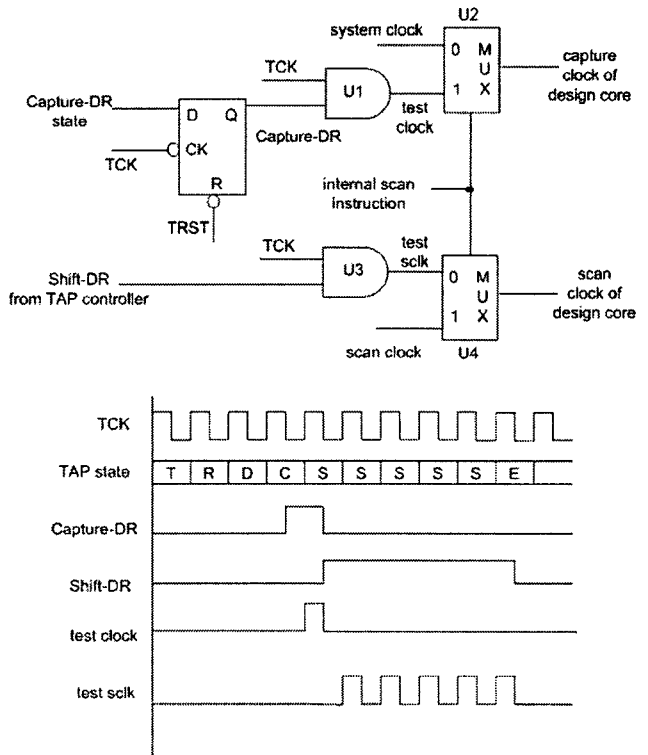 U2
system clock
0 M
U
1 X
capture
clock of
design core
TCK
U1
test
clock
Capture-DR
state
D Q
Capture-DR
CK
TCK
R
TRST
internal scan
instruction
TCK
U3
test
sclk
Shift-DR
from TAP controller
0 M
U
1 X
scan
clock of
design core
scan clock
U4
TCK
TAP state
T R D C S S S S S E
Capture-DR
Shift-DR
test clock
test sclk